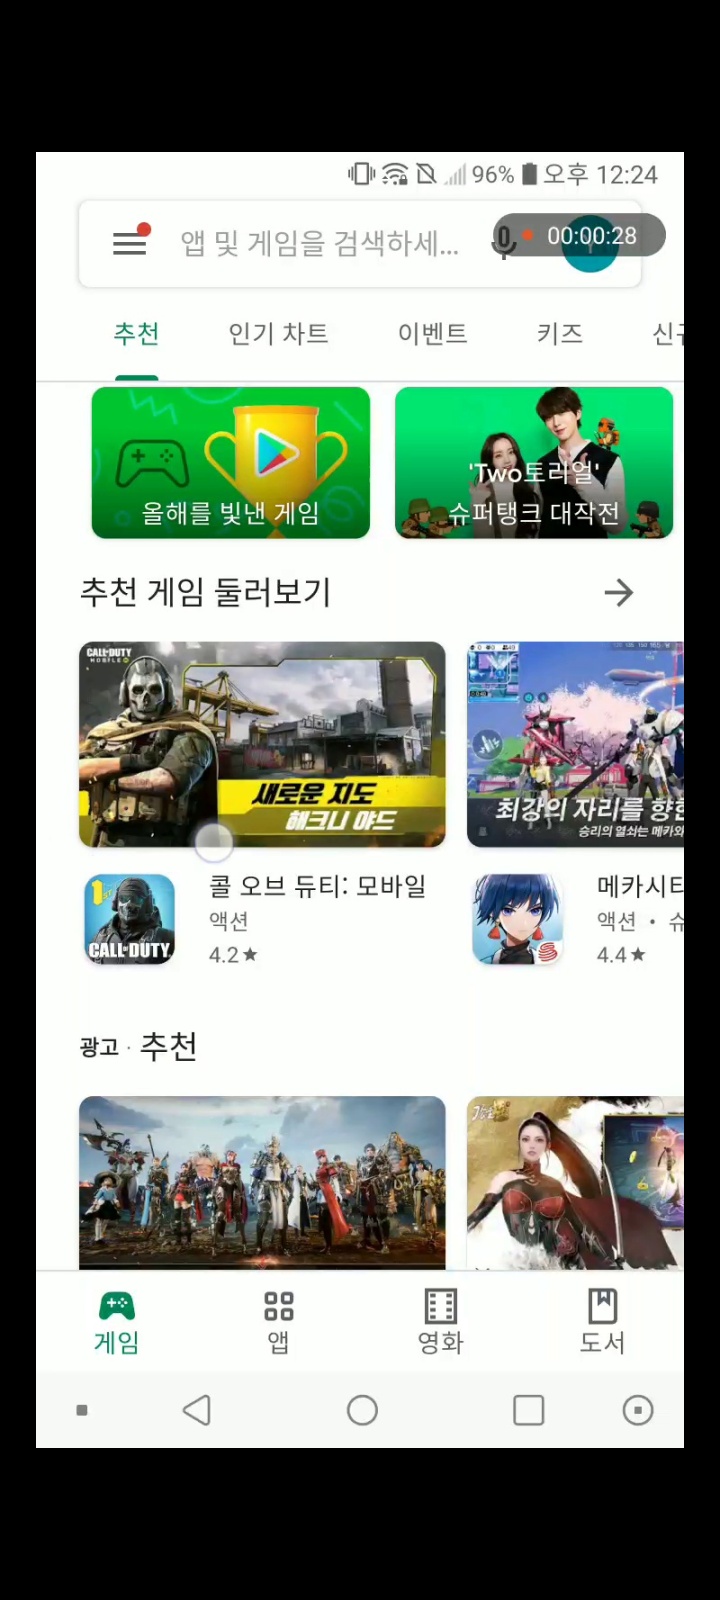 96% 오후 12:24
앱 및 게임을 검색하세...
00:00:28
추천 인기 차트 이벤트 키즈 신규
올해를 빛낸 게임
'Two토리얼'
슈퍼탱크 대작전
추천 게임 둘러보기
CALL OF DUTY
MOBILE
새로운 지도
해크니 야드
최강의 자리를 향한
승리의 열쇠는 메카와
1ST
CALL OF DUTY
콜 오브 듀티: 모바일
액션
4.2★
메카시티
액션 • 슈
4.4★
광고 · 추천
게임 앱 영화 도서